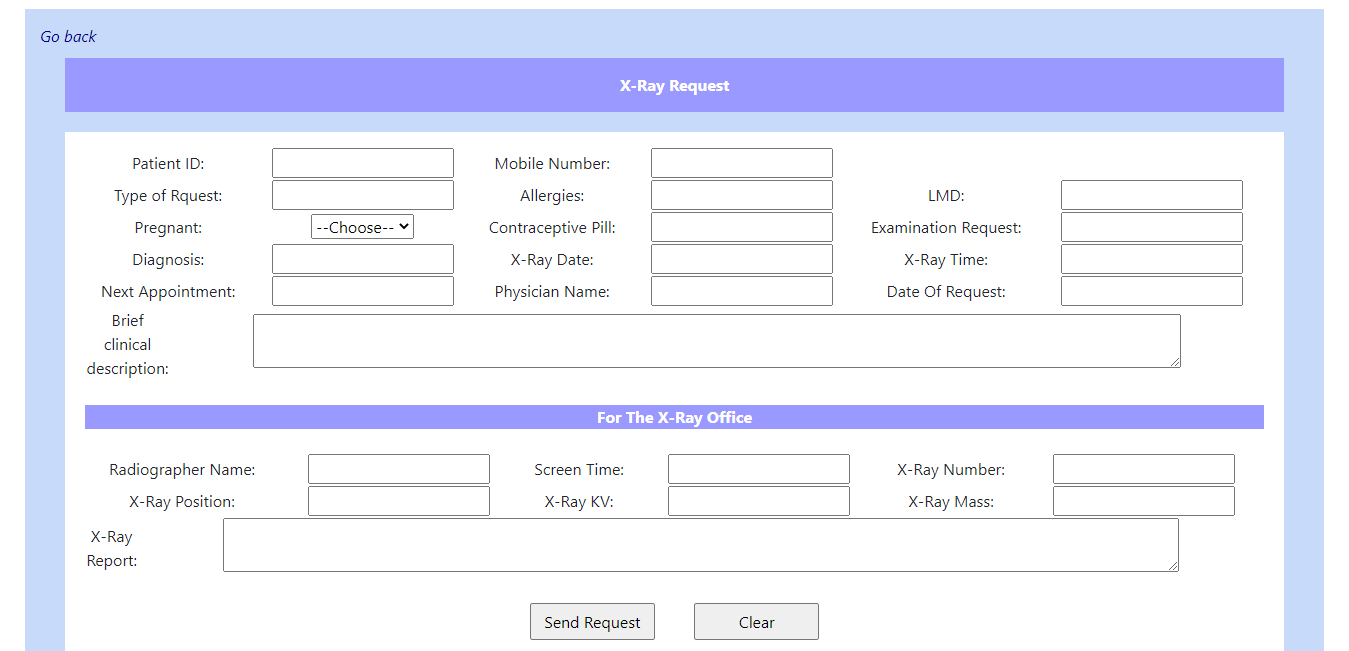 Go back
X-Ray Request
Patient ID: Mobile Number:
Type of Rquest: Allergies: LMD:
Pregnant: --Choose-- Contraceptive Pill: Examination Request:
Diagnosis: X-Ray Date: X-Ray Time:
Next Appointment: Physician Name: Date Of Request:
Brief
clinical
description:
For The X-Ray Office
Radiographer Name: Screen Time: X-Ray Number:
X-Ray Position: X-Ray KV: X-Ray Mass:
X-Ray
Report:
Send Request Clear